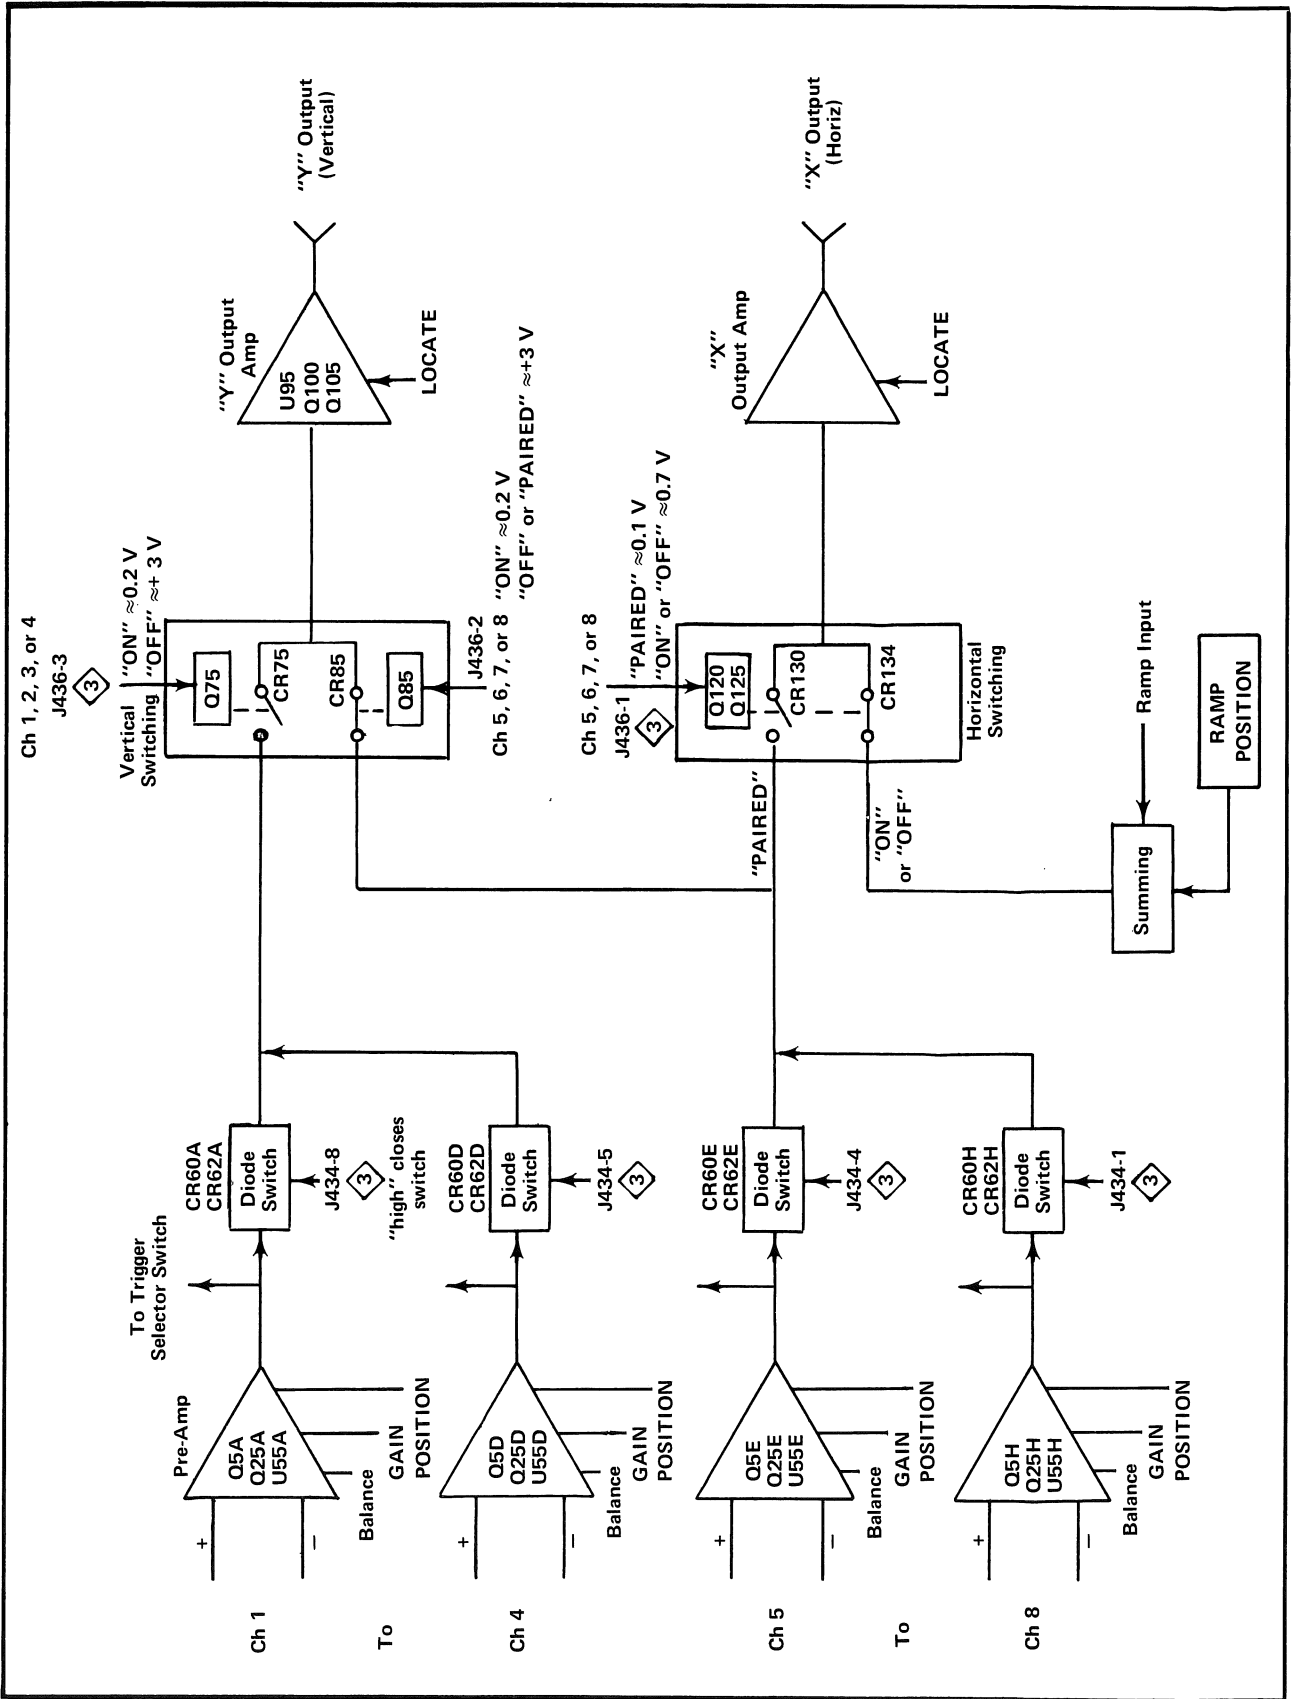 Ch 1
To
Ch 4
Ch 5
To
Ch 8
+
–
Pre-Amp
Q5A
Q25A
U55A
Balance
GAIN
POSITION
To Trigger
Selector Switch
CR60A
CR62A
Diode
Switch
J434-8
3
"high" closes
switch
+
–
Q5D
Q25D
U55D
Balance
GAIN
POSITION
CR60D
CR62D
Diode
Switch
J434-5
3
+
–
Q5E
Q25E
U55E
Balance
GAIN
POSITION
CR60E
CR62E
Diode
Switch
J434-4
3
+
–
Q5H
Q25H
U55H
Balance
GAIN
POSITION
CR60H
CR62H
Diode
Switch
J434-1
3
Ch 1, 2, 3, or 4
J436-3
3
"ON" ≈0.2 V
"OFF" ≈+ 3 V
Vertical
Switching
Q75
CR75
CR85
Q85
J436-2
Ch 5, 6, 7, or 8
"ON" ≈0.2 V
"OFF" or "PAIRED" ≈+3 V
"Y" Output
Amp
U95
Q100
Q105
LOCATE
"Y" Output
(Vertical)
Ch 5, 6, 7, or 8
J436-1
3
"PAIRED" ≈0.1 V
"ON" or "OFF" ≈0.7 V
"PAIRED"
"ON"
or "OFF"
Q120
Q125
CR130
CR134
Horizontal
Switching
"X"
Output Amp
LOCATE
"X" Output
(Horiz)
Summing
Ramp Input
RAMP
POSITION